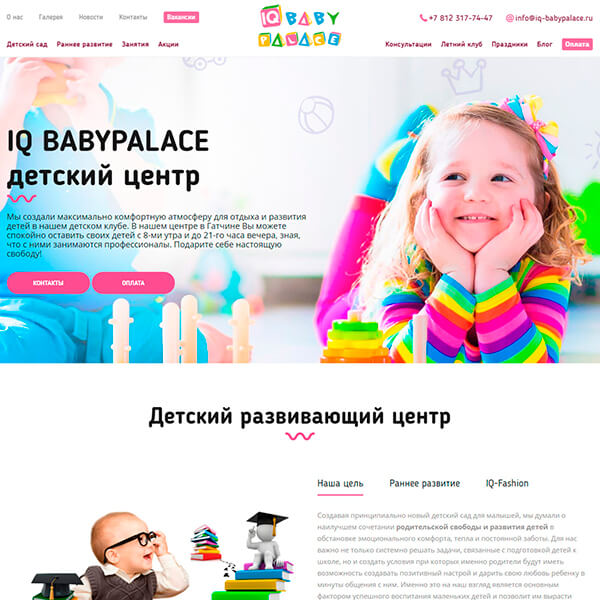 О нас Галерея Новости Контакты Вакансии
IQ BABY
PALACE
+7 812 317-74-47 info@iq-babypalace.ru
Детский сад Раннее развитие Занятия Акции
Консультации Летний клуб Праздники Блог Оплата
IQ BABYPALACE
детский центр
Мы создали максимально комфортную атмосферу для отдыха и развития
детей в нашем детском клубе. В нашем центре в Гатчине Вы можете
спокойно оставить своих детей с 8-ми утра и до 21-го часа вечера, зная,
что с ними занимаются профессионалы. Подарите себе настоящую
свободу!
КОНТАКТЫ ОПЛАТА
Детский развивающий центр
Наша цель Раннее развитие IQ-Fashion
Создавая принципиально новый детский сад для малышей, мы думали о
наилучшем сочетании родительской свободы и развития детей в
обстановке эмоционального комфорта, тепла и постоянной заботы. Для нас
важно не только системно решать задачи, связанные с подготовкой детей к
школе, но и создать условия при которых именно родители будут иметь
возможность создавать позитивный настрой и дарить свою любовь ребенку в
минуты общения с ним. Именно это на наш взгляд является основным
фактором успешного воспитания маленьких детей и позволит им вырасти